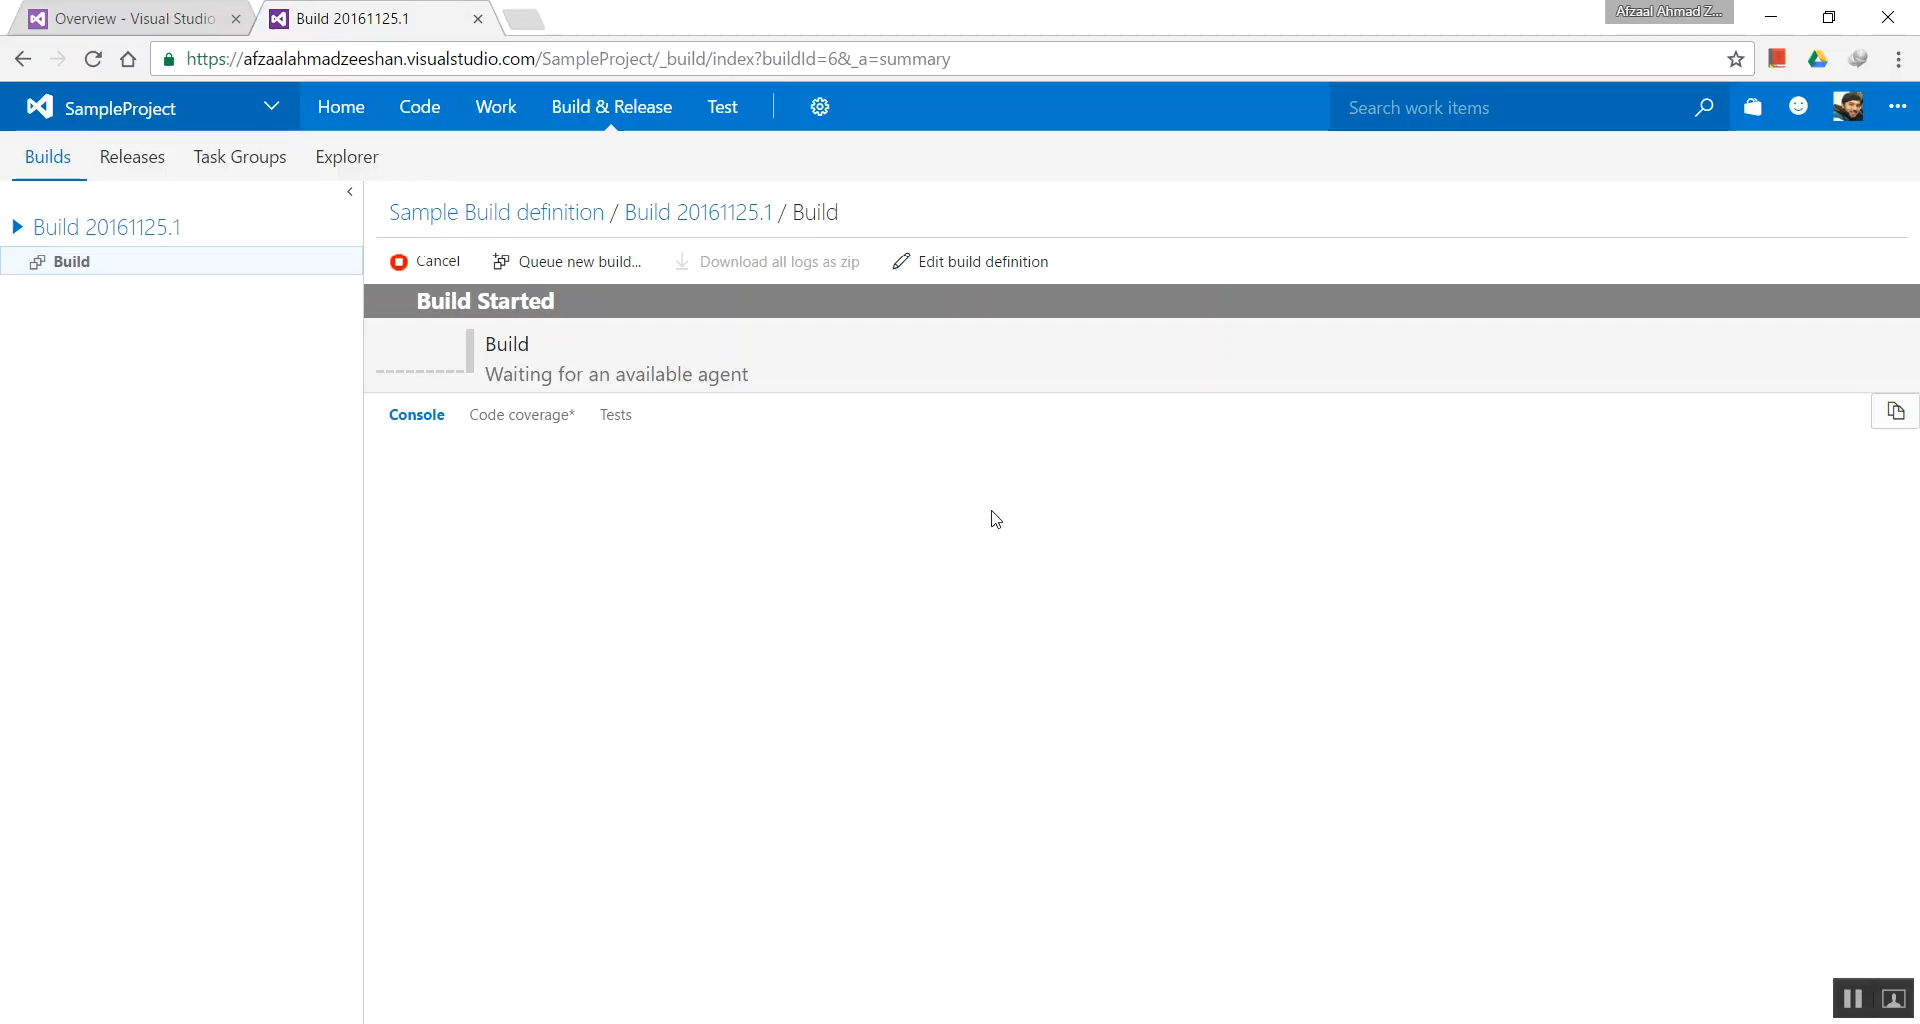 Overview - Visual Studio
Build 20161125.1
Afzaal Ahmad Z...
https://afzaalahmadzeeshan.visualstudio.com/SampleProject/_build/index?buildId=6&_a=summary
SampleProject
Home
Code
Work
Build & Release
Test
Search work items
Builds
Releases
Task Groups
Explorer
Build 20161125.1
Build
Sample Build definition / Build 20161125.1 / Build
Cancel
Queue new build...
Download all logs as zip
Edit build definition
Build Started
Build
Waiting for an available agent
Console
Code coverage*
Tests